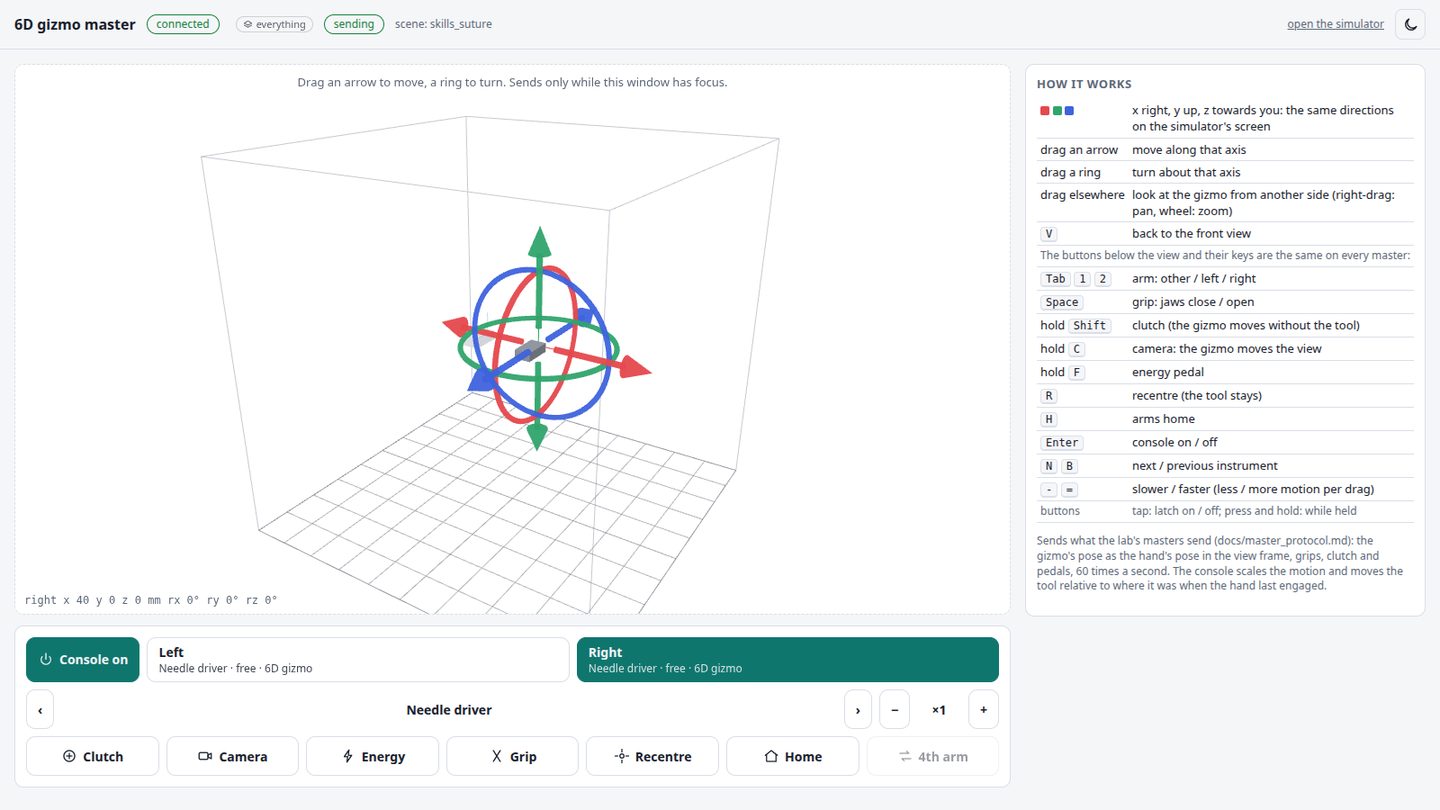 6D gizmo master connected everything sending scene: skills_suture open the simulator
Drag an arrow to move, a ring to turn. Sends only while this window has focus.
right x 40 y 0 z 0 mm rx 0° ry 0° rz 0°
HOW IT WORKS
x right, y up, z towards you: the same directions
on the simulator's screen
drag an arrow move along that axis
drag a ring turn about that axis
drag elsewhere look at the gizmo from another side (right-drag:
pan, wheel: zoom)
V back to the front view
The buttons below the view and their keys are the same on every master:
Tab 1 2 arm: other / left / right
Space grip: jaws close / open
hold Shift clutch (the gizmo moves without the tool)
hold C camera: the gizmo moves the view
hold F energy pedal
R recentre (the tool stays)
H arms home
Enter console on / off
N B next / previous instrument
- = slower / faster (less / more motion per drag)
buttons tap: latch on / off; press and hold: while held
Sends what the lab's masters send (docs/master_protocol.md): the
gizmo's pose as the hand's pose in the view frame, grips, clutch and
pedals, 60 times a second. The console scales the motion and moves the
tool relative to where it was when the hand last engaged.
Console on
Left
Needle driver · free · 6D gizmo
Right
Needle driver · free · 6D gizmo
‹ Needle driver › − ×1 +
Clutch Camera Energy Grip Recentre Home 4th arm